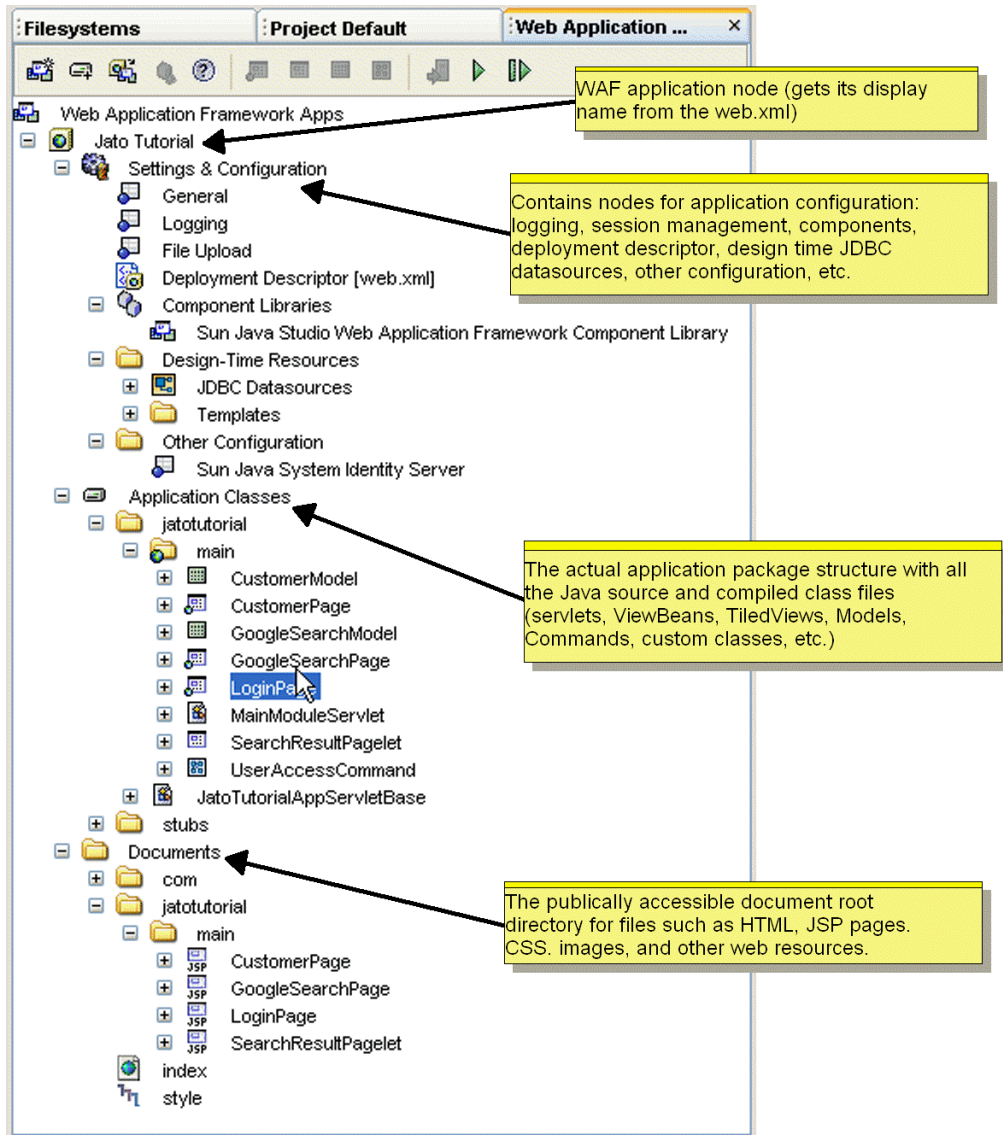 Filesystems
Project Default
Web Application ...
WAF application node (gets its display
name from the web.xml)
Web Application Framework Apps
Jato Tutorial
Settings & Configuration
Contains nodes for application configuration:
logging, session management, components,
deployment descriptor, design time JDBC
datasources, other configuration, etc.
General
Logging
File Upload
Deployment Descriptor [web.xml]
Component Libraries
Sun Java Studio Web Application Framework Component Library
Design-Time Resources
JDBC Datasources
Templates
Other Configuration
Sun Java System Identity Server
Application Classes
jatotutorial
main
The actual application package structure with all
the Java source and compiled class files
(servlets, ViewBeans, TiledViews, Models,
Commands, custom classes, etc.)
CustomerModel
CustomerPage
GoogleSearchModel
GoogleSearchPage
LoginPage
MainModuleServlet
SearchResultPagelet
UserAccessCommand
JatoTutorialAppServletBase
stubs
Documents
The publically accessible document root
directory for files such as HTML, JSP pages.
CSS. images, and other web resources.
com
jatotutorial
main
JSP CustomerPage
JSP GoogleSearchPage
JSP LoginPage
JSP SearchResultPagelet
index
style